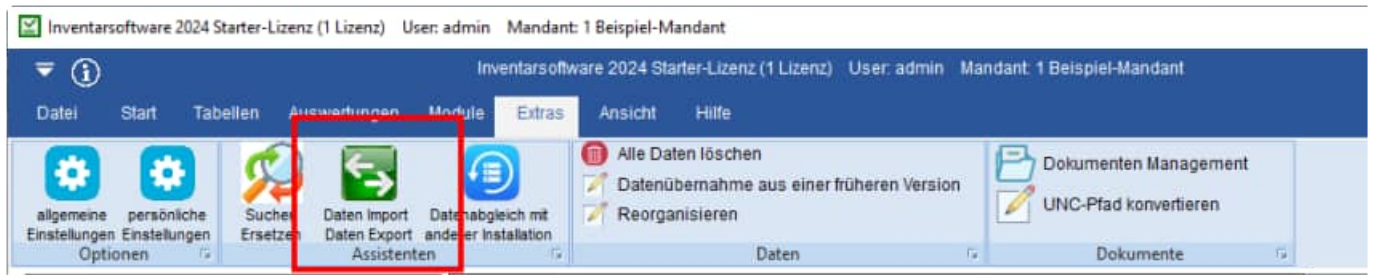 Inventarsoftware 2024 Starter-Lizenz (1 Lizenz) User: admin Mandant: 1 Beispiel-Mandant
Inventarsoftware 2024 Starter-Lizenz (1 Lizenz) User: admin Mandant: 1 Beispiel-Mandant
Datei Start Tabellen Auswertungen Module Extras Ansicht Hilfe
allgemeine Einstellungen
persönliche Einstellungen
Optionen
Suchen Ersetzen
Daten Import
Daten Export
Datenabgleich mit
anderer Installation
Assistenten
Alle Daten löschen
Datenübernahme aus einer früheren Version
Reorganisieren
Daten
Dokumenten Management
UNC-Pfad konvertieren
Dokumente